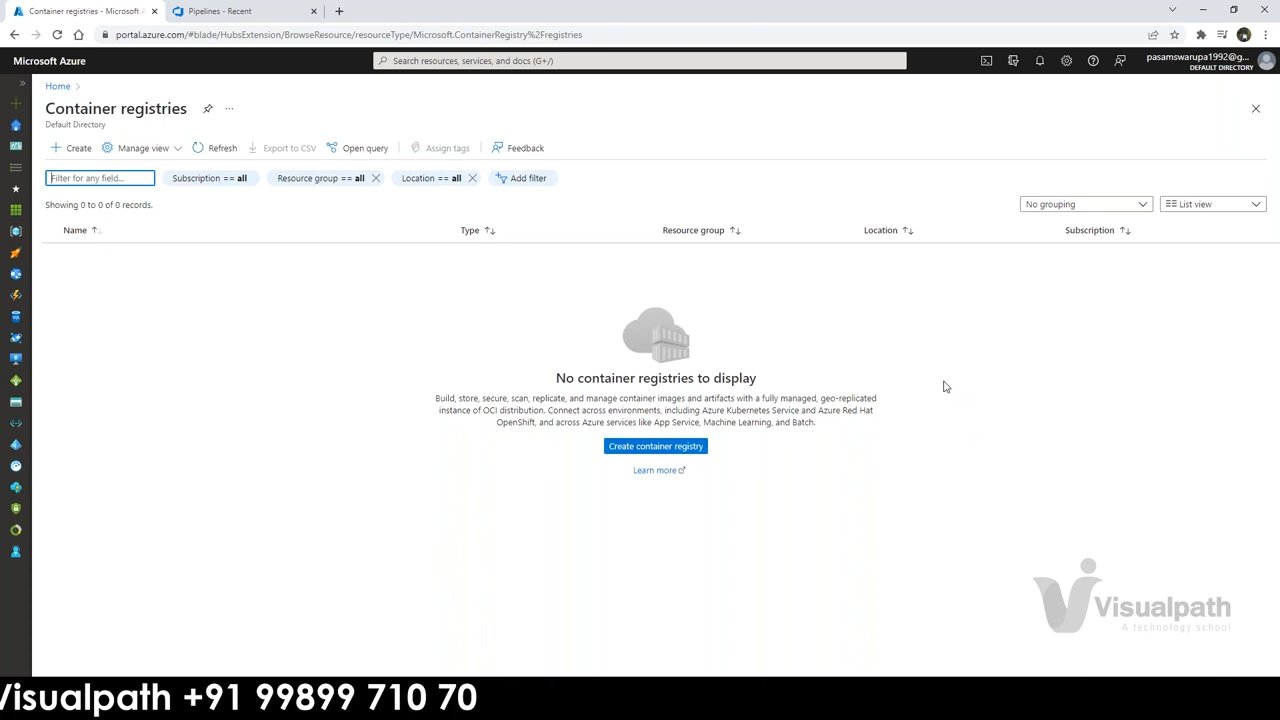 Container registries - Microsoft A
Pipelines - Recent
portal.azure.com/#blade/HubsExtension/BrowseResource/resourceType/Microsoft.ContainerRegistry%2Fregistries
Microsoft Azure
Search resources, services, and docs (G+/)
pasamswarupa1992@g...
DEFAULT DIRECTORY
Home
Container registries
Default Directory
Create
Manage view
Refresh
Export to CSV
Open query
Assign tags
Feedback
Filter for any field...
Subscription == all
Resource group == all
Location == all
Add filter
Showing 0 to 0 of 0 records.
No grouping
List view
Name
Type
Resource group
Location
Subscription
No container registries to display
Build, store, secure, scan, replicate, and manage container images and artifacts with a fully managed, geo-replicated
instance of OCI distribution. Connect across environments, including Azure Kubernetes Service and Azure Red Hat
OpenShift, and across Azure services like App Service, Machine Learning, and Batch.
Create container registry
Learn more
Visualpath
A technology school
Visualpath +91 99899 710 70